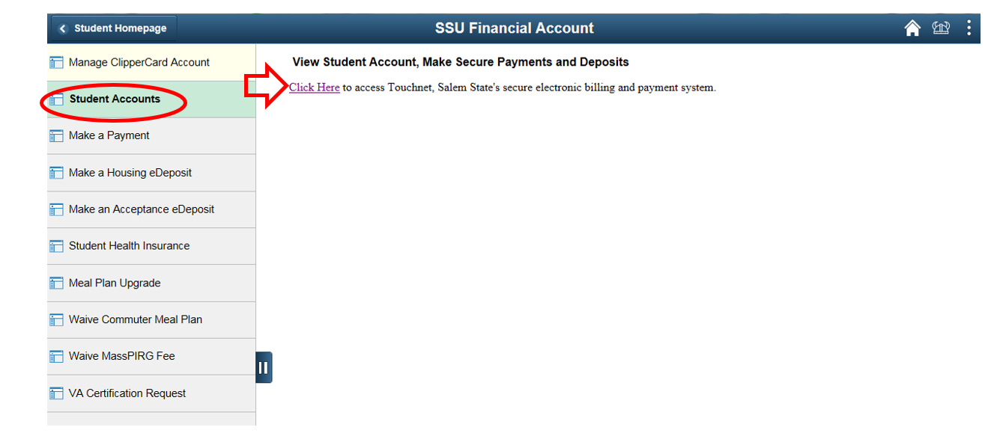 Student Homepage
SSU Financial Account
Manage ClipperCard Account
Student Accounts
Make a Payment
Make a Housing eDeposit
Make an Acceptance eDeposit
Student Health Insurance
Meal Plan Upgrade
Waive Commuter Meal Plan
Waive MassPIRG Fee
VA Certification Request
View Student Account, Make Secure Payments and Deposits
Click Here to access Touchnet, Salem State's secure electronic billing and payment system.